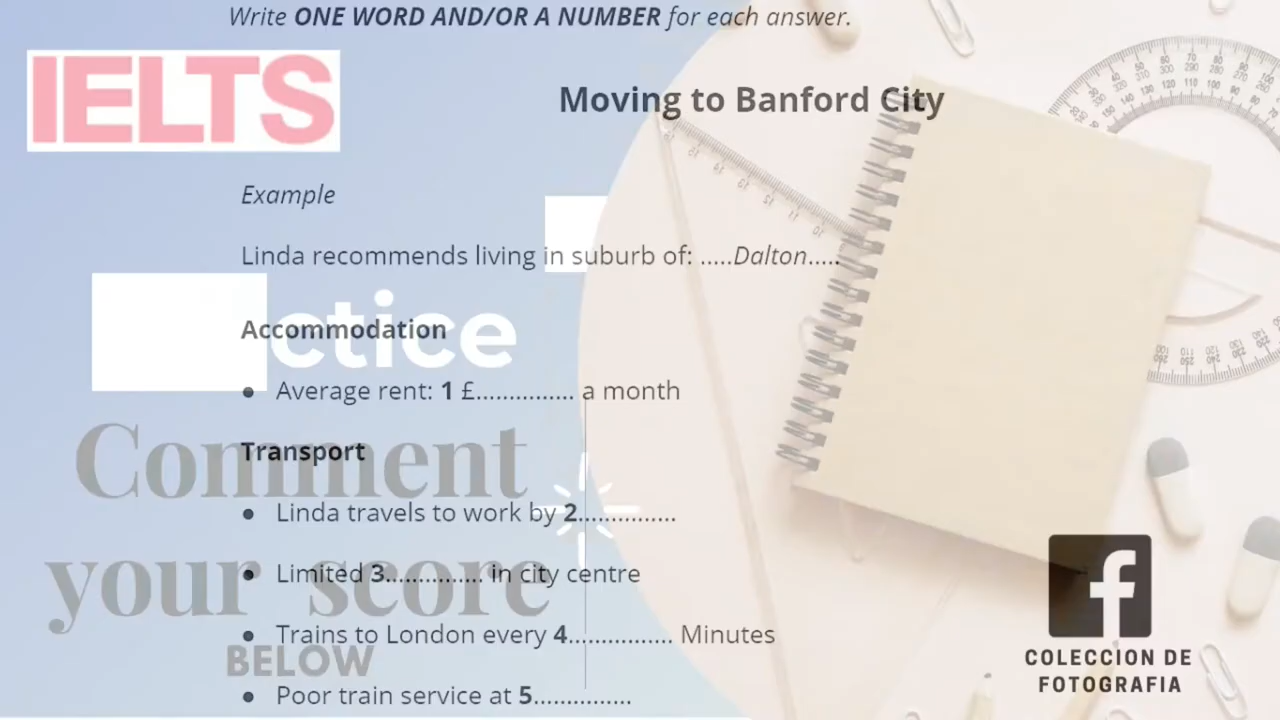 Write ONE WORD AND/OR A NUMBER for each answer.
IELTS
Moving to Banford City
Example
Linda recommends living in suburb of: .....Dalton.....
ctice
Accommodation
● Average rent: 1 £............... a month
Comment
Transport
● Linda travels to work by 2...............
your score
● Limited 3............... in city centre
● Trains to London every 4................ Minutes
BELOW
● Poor train service at 5...............
COLECCION DE
FOTOGRAFIA